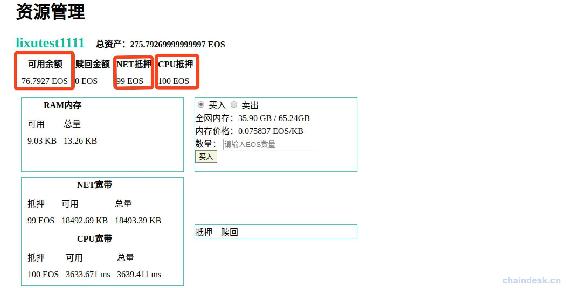 资源管理
lixutest1111 总资产：275.79269999999997 EOS
可用余额 赎回金额 NET抵押 CPU抵押
76.7927 EOS 0 EOS 99 EOS 100 EOS
RAM内存
可用 总量
9.03 KB 13.26 KB
买入 卖出
全网内存：35.90 GB / 65.24GB
内存价格：0.075837 EOS/KB
数量： 请输入EOS数量
买入
NET宽带
抵押 可用 总量
99 EOS 18492.69 KB 18493.39 KB
CPU宽带
抵押 可用 总量
100 EOS 3633.671 ms 3639.411 ms
抵押 赎回
chaindesk.cn